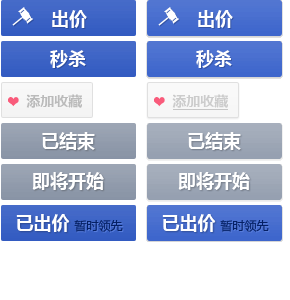 出价 出价
秒杀 秒杀
添加收藏 添加收藏
已结束 已结束
即将开始 即将开始
已出价 暂时领先 已出价 暂时领先